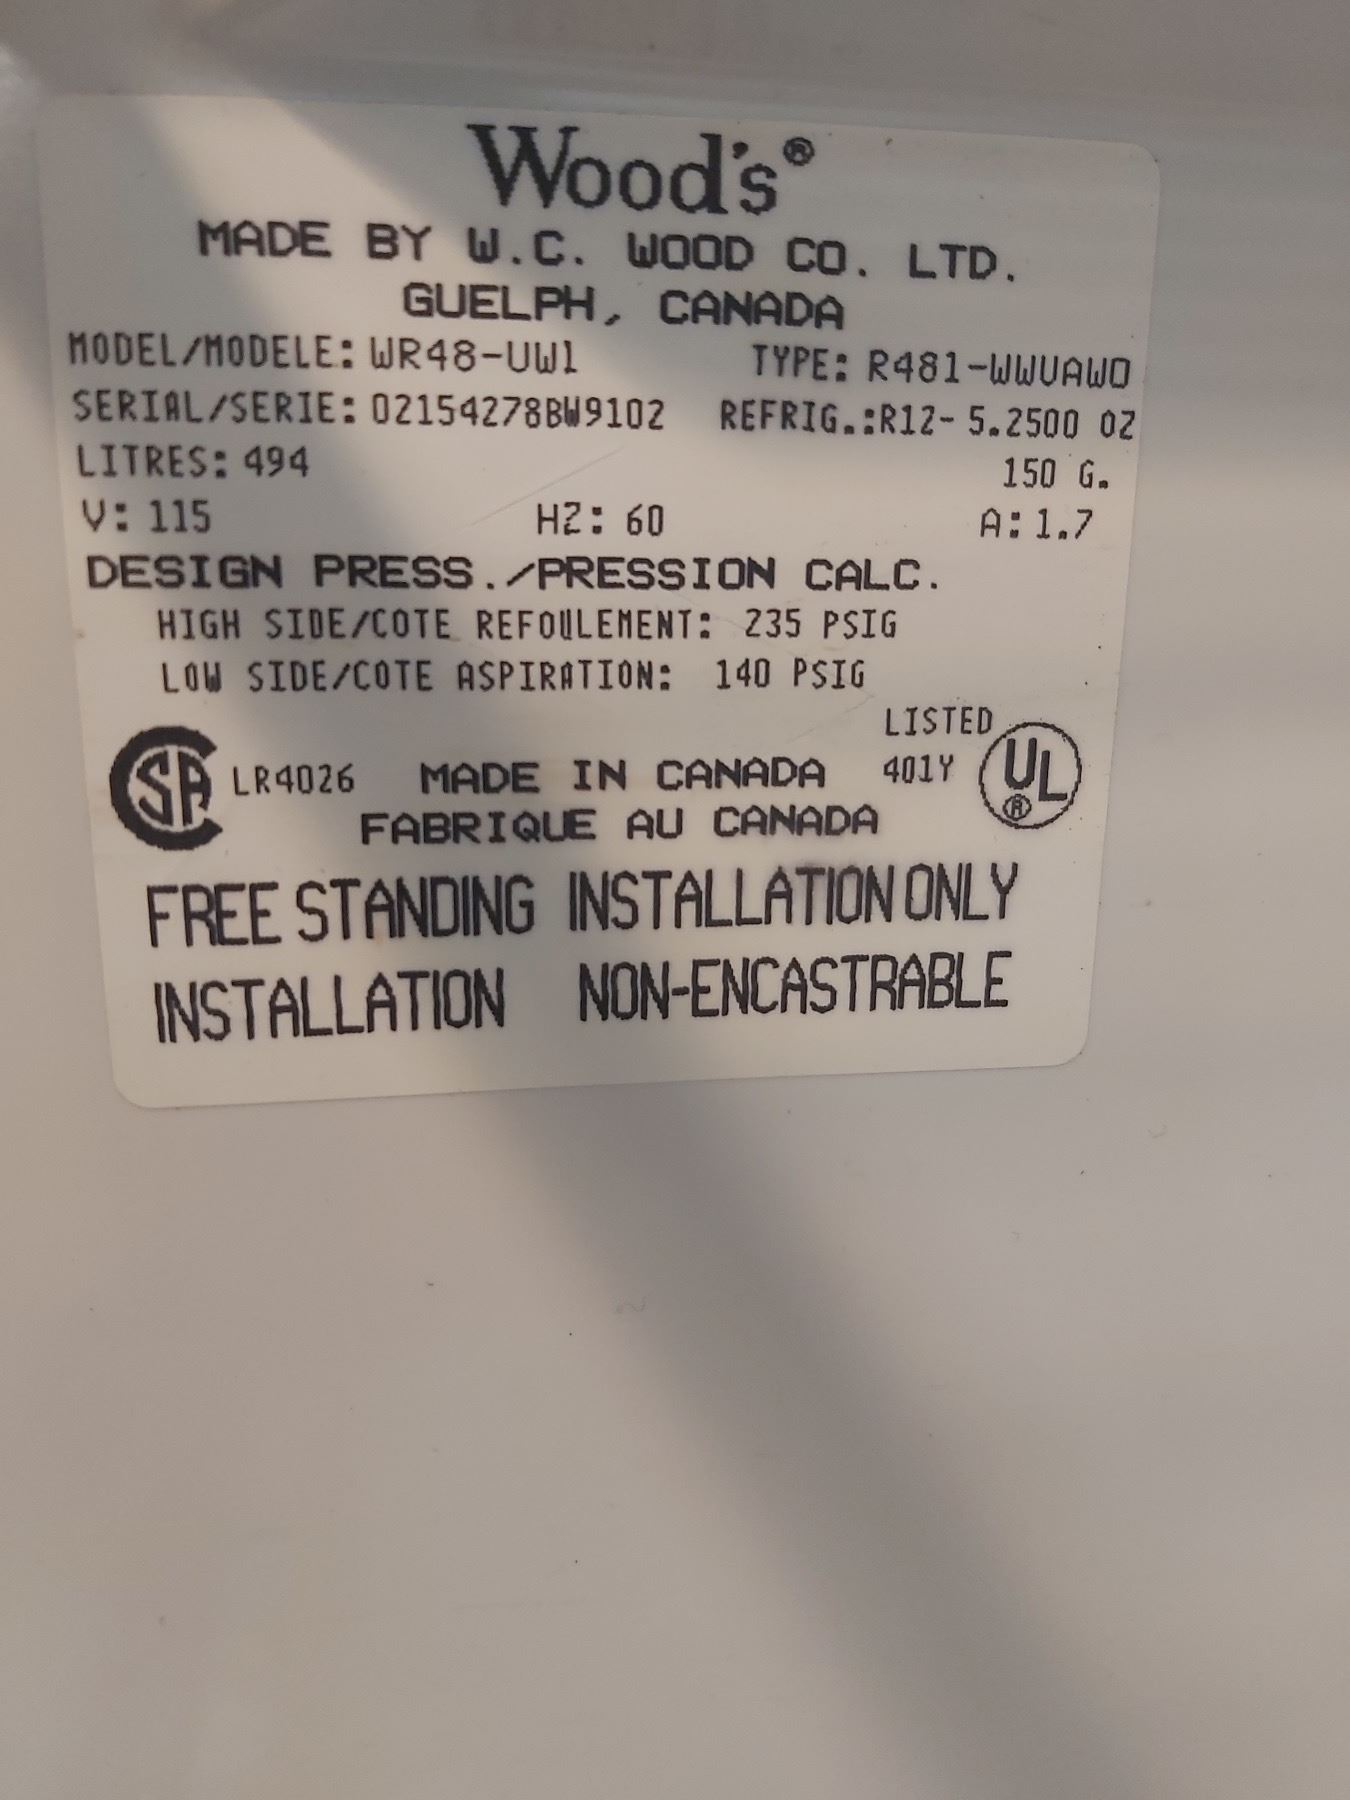 Wood's®
MADE BY W.C. WOOD CO. LTD.
GUELPH, CANADA
MODEL/MODELE: WR48-UW1 TYPE: R481-WWUAWO
SERIAL/SERIE: 02154278BW9102 REFRIG.:R12- 5.2500 OZ
LITRES: 494 150 G.
V: 115 HZ: 60 A: 1.7
DESIGN PRESS./PRESSION CALC.
HIGH SIDE/COTE REFOULEMENT: 235 PSIG
LOW SIDE/COTE ASPIRATION: 140 PSIG
LISTED
CSA LR4026 MADE IN CANADA 401Y UL®
FABRIQUE AU CANADA
FREE STANDING INSTALLATION ONLY
INSTALLATION NON-ENCASTRABLE